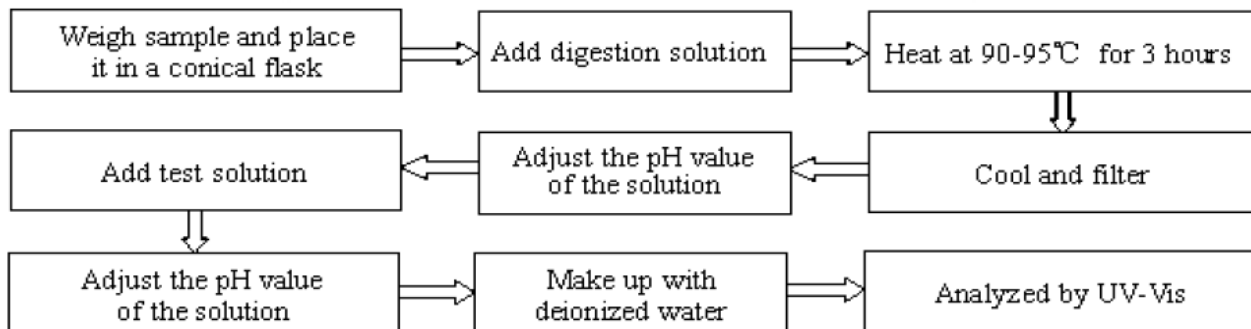 Weigh sample and place
it in a conical flask
Add digestion solution
Heat at 90-95℃ for 3 hours
Cool and filter
Adjust the pH value
of the solution
Add test solution
Adjust the pH value
of the solution
Make up with
deionized water
Analyzed by UV-Vis